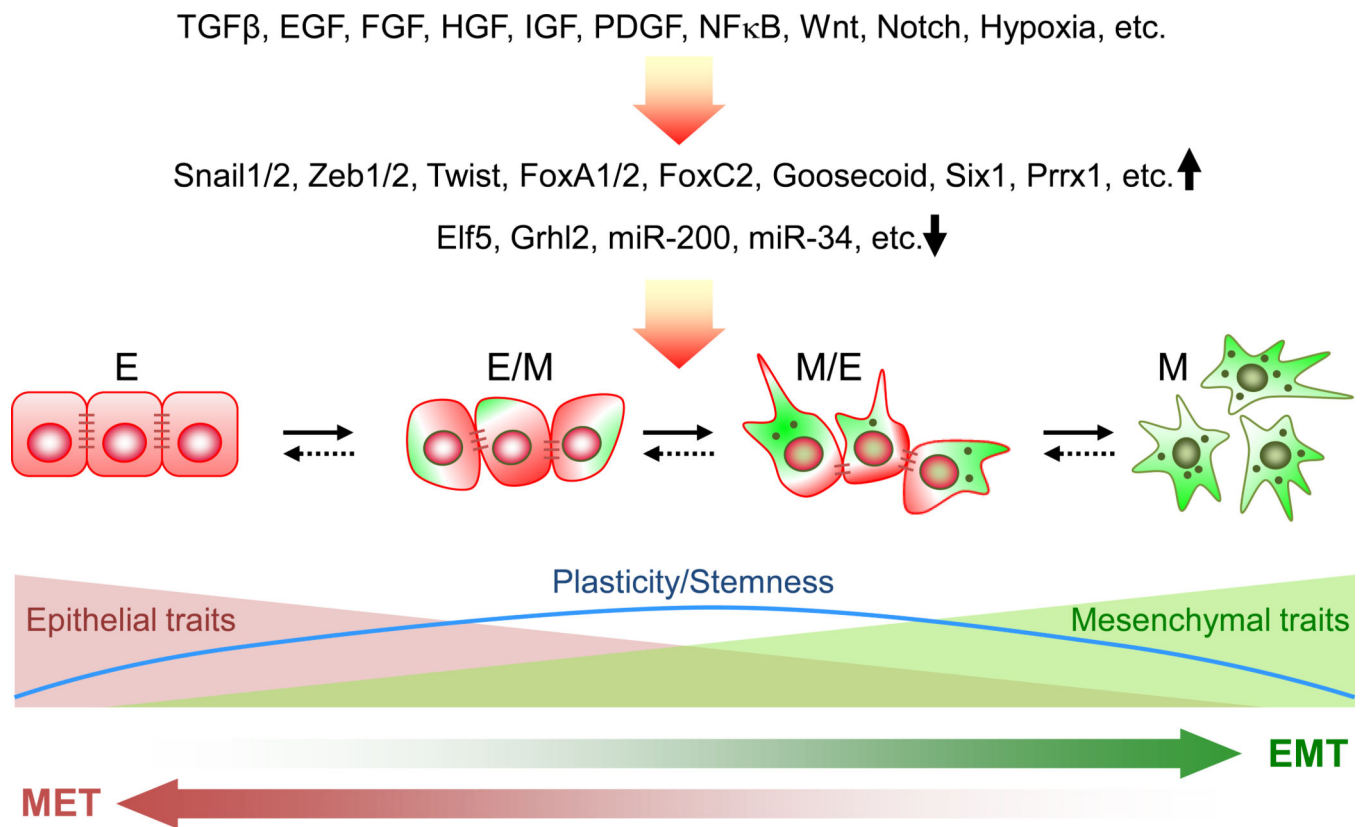 TGFβ, EGF, FGF, HGF, IGF, PDGF, NFκB, Wnt, Notch, Hypoxia, etc.
Snail1/2, Zeb1/2, Twist, FoxA1/2, FoxC2, Goosecoid, Six1, Prrx1, etc.
Elf5, Grhl2, miR-200, miR-34, etc.
E
E/M
M/E
M
Plasticity/Stemness
Epithelial traits
Mesenchymal traits
EMT
MET